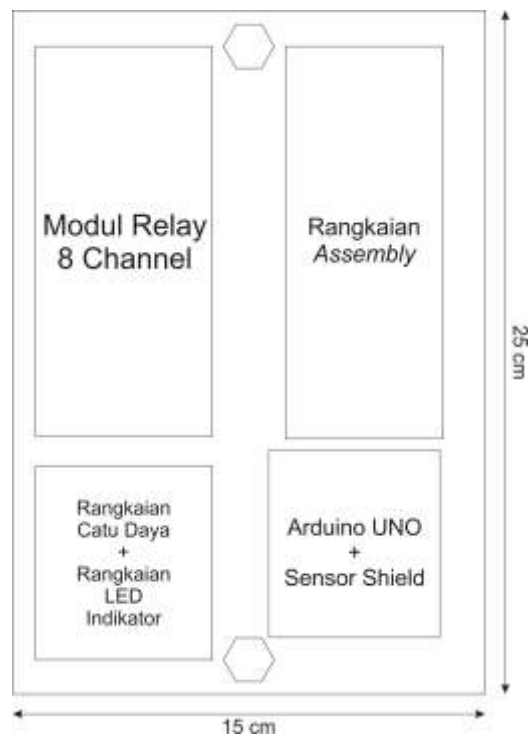 Modul Relay
8 Channel
Rangkaian
Assembly
25 cm
Rangkaian
Catu Daya
+
Rangkaian
LED
Indikator
Arduino UNO
+
Sensor Shield
15 cm